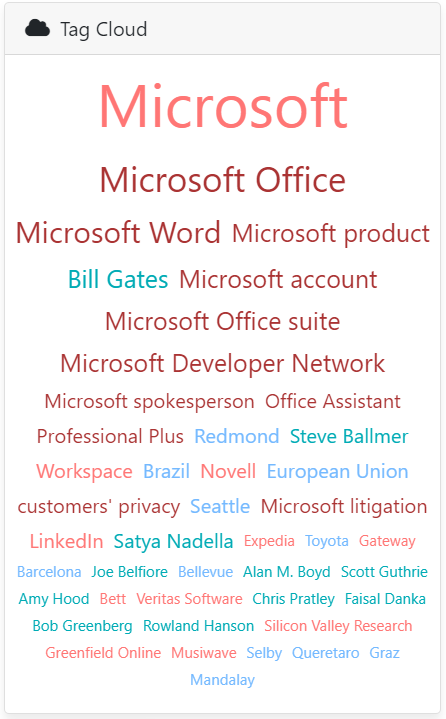 Tag Cloud
Microsoft
Microsoft Office
Microsoft Word Microsoft product
Bill Gates Microsoft account
Microsoft Office suite
Microsoft Developer Network
Microsoft spokesperson Office Assistant
Professional Plus Redmond Steve Ballmer
Workspace Brazil Novell European Union
customers' privacy Seattle Microsoft litigation
LinkedIn Satya Nadella Expedia Toyota Gateway
Barcelona Joe Belfiore Bellevue Alan M. Boyd Scott Guthrie
Amy Hood Bett Veritas Software Chris Pratley Faisal Danka
Bob Greenberg Rowland Hanson Silicon Valley Research
Greenfield Online Musiwave Selby Queretaro Graz
Mandalay